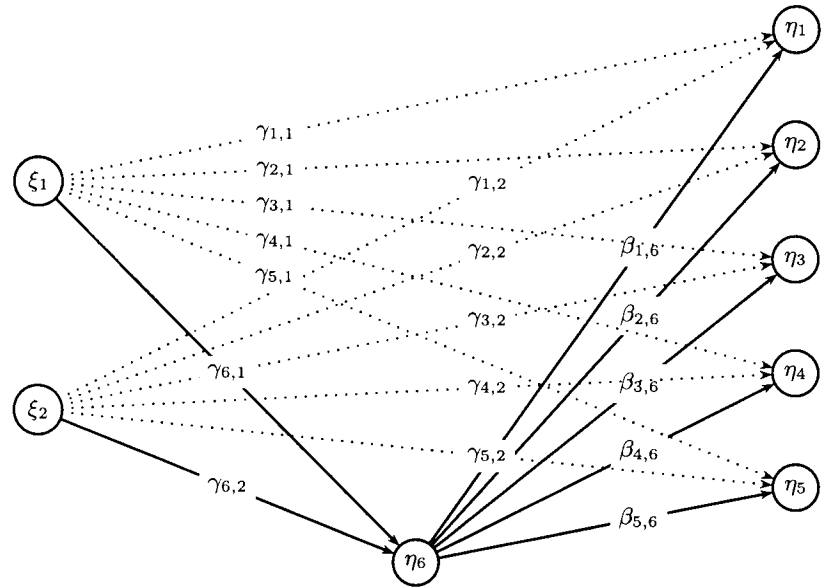 η₁
γ₁,₁
η₂
γ₂,₁
ξ₁
γ₁,₂
γ₃,₁
γ₄,₁
β₁,₆
γ₂,₂
η₃
γ₅,₁
γ₃,₂
β₂,₆
γ₆,₁
η₄
γ₄,₂
β₃,₆
ξ₂
β₄,₆
γ₅,₂
γ₆,₂
η₅
β₅,₆
η₆